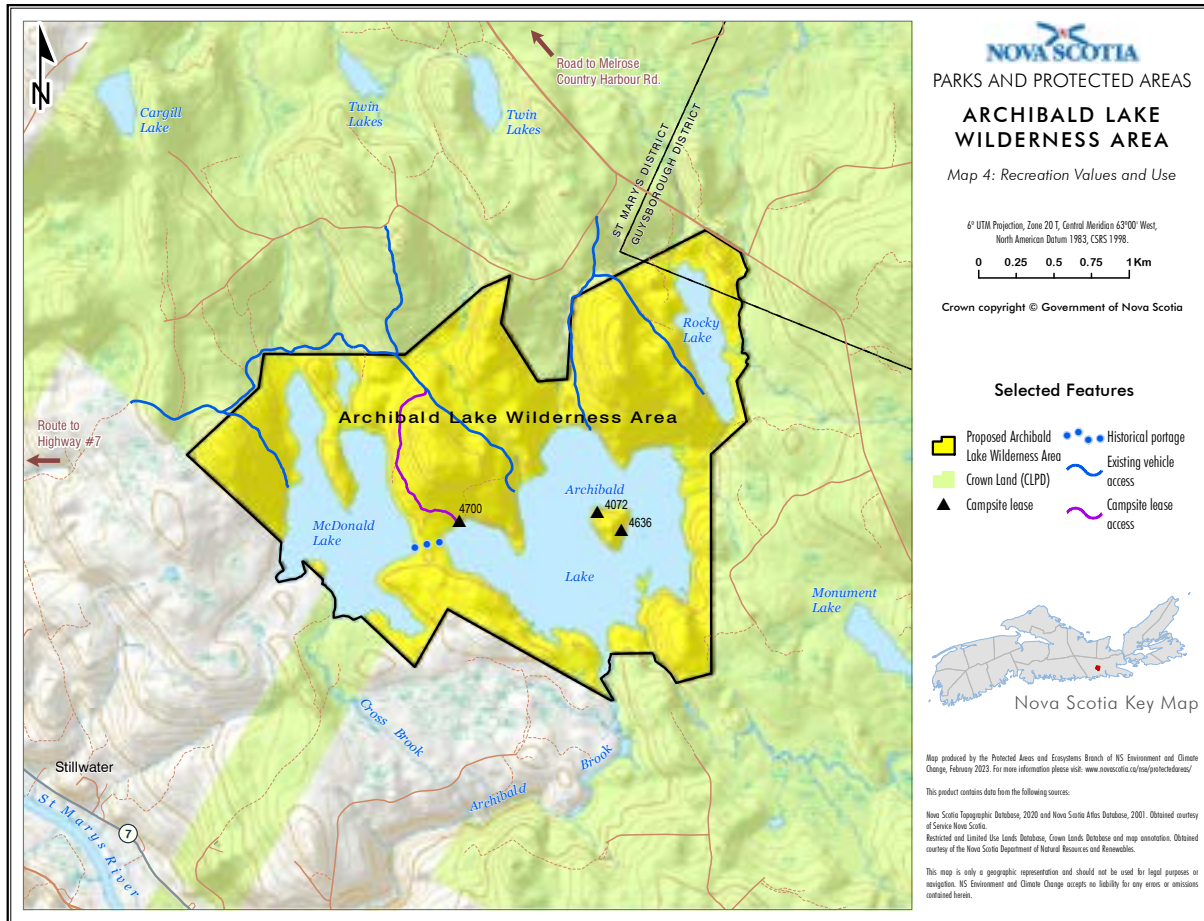 NOVA SCOTIA
PARKS AND PROTECTED AREAS
ARCHIBALD LAKE
WILDERNESS AREA
Map 4: Recreation Values and Use
6° UTM Projection, Zone 20 T, Central Meridian 63°00' West,
North American Datum 1983, CSRS 1998.
0 0.25 0.5 0.75 1 Km
Crown copyright © Government of Nova Scotia
Selected Features
Proposed Archibald
Lake Wilderness Area
Crown Land (CLPD)
Campsite lease
Historical portage
Existing vehicle
access
Campsite lease
access
Nova Scotia Key Map
Map produced by the Protected Areas and Ecosystems Branch of NS Environment and Climate
Change, February 2023. For more information please visit: www.novascotia.ca/nse/protectedareas/
This product contains data from the following sources:
Nova Scotia Topographic Database, 2020 and Nova Scotia Atlas Database, 2001. Obtained courtesy
of Service Nova Scotia.
Restricted and Limited Use Lands Database, Crown Lands Database and map annotation. Obtained
courtesy of the Nova Scotia Department of Natural Resources and Renewables.
This map is only a geographic representation and should not be used for legal purposes or
navigation. NS Environment and Climate Change accepts no liability for any errors or omissions
contained herein.
N
Road to Melrose
Country Harbour Rd.
Cargill
Lake
Twin
Lakes
Twin
Lakes
ST MARY'S DISTRICT
GUYSBOROUGH DISTRICT
Rocky
Lake
Archibald Lake Wilderness Area
Route to
Highway #7
Archibald
4072
4700
4636
McDonald
Lake
Lake
Monument
Lake
Cross Brook
Archibald Brook
Stillwater
St Marys River
7